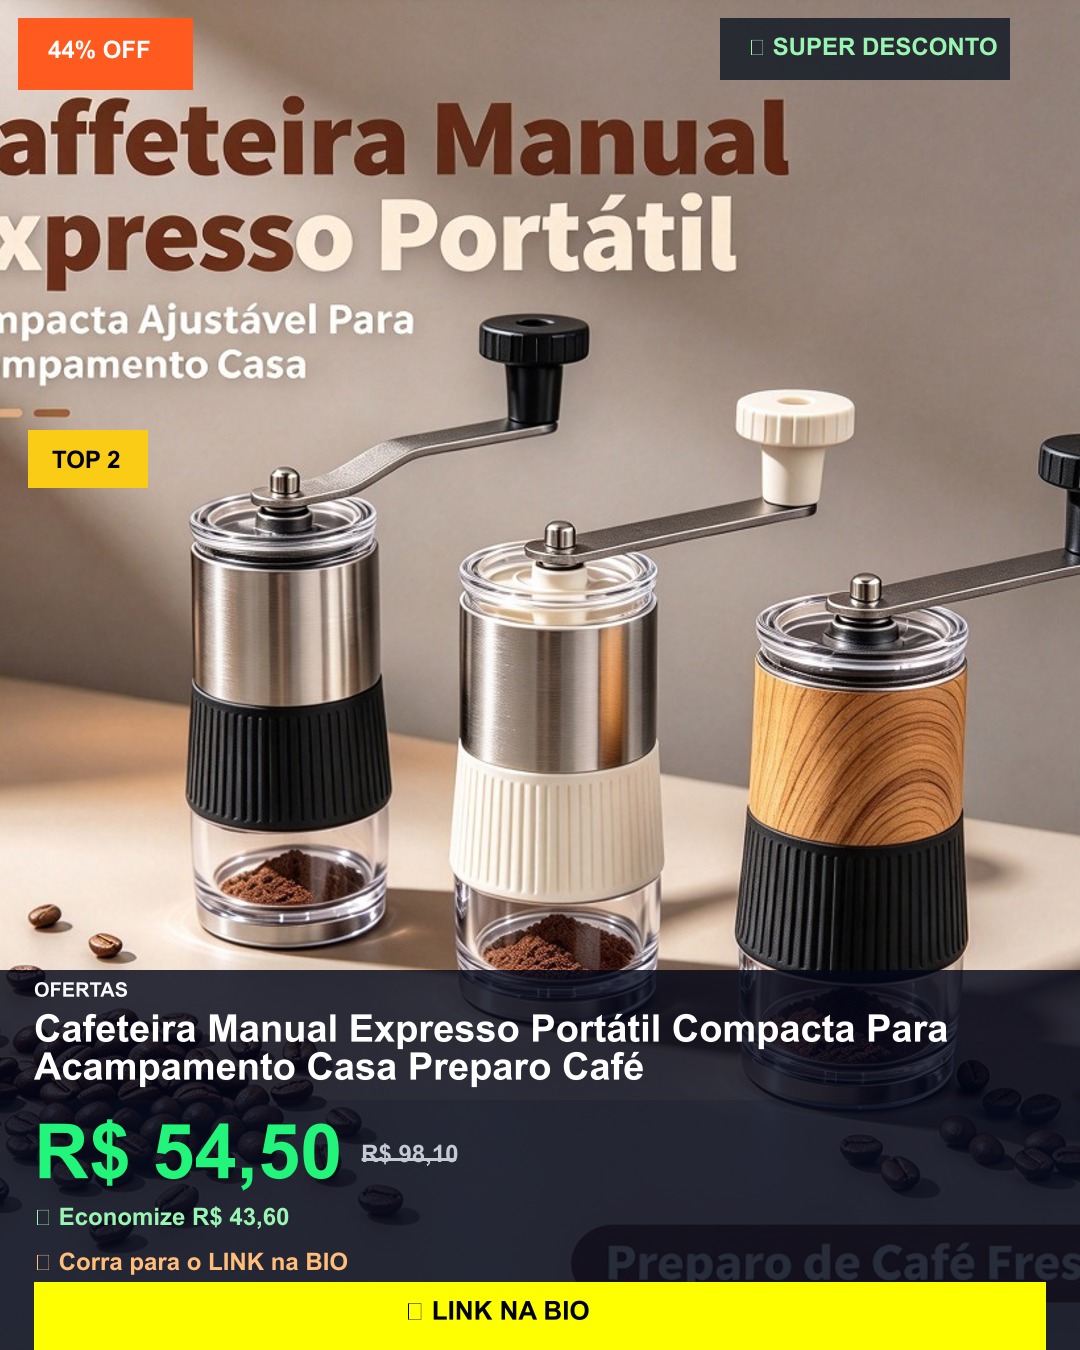 44% OFF
SUPER DESCONTO
affeteira Manual
xpresso Portátil
mpacta Ajustável Para
mpamento Casa
TOP 2
OFERTAS
Cafeteira Manual Expresso Portátil Compacta Para
Acampamento Casa Preparo Café
R$ 54,50 R$ 98,10
Economize R$ 43,60
Corra para o LINK na BIO
Preparo de Café Fres
LINK NA BIO